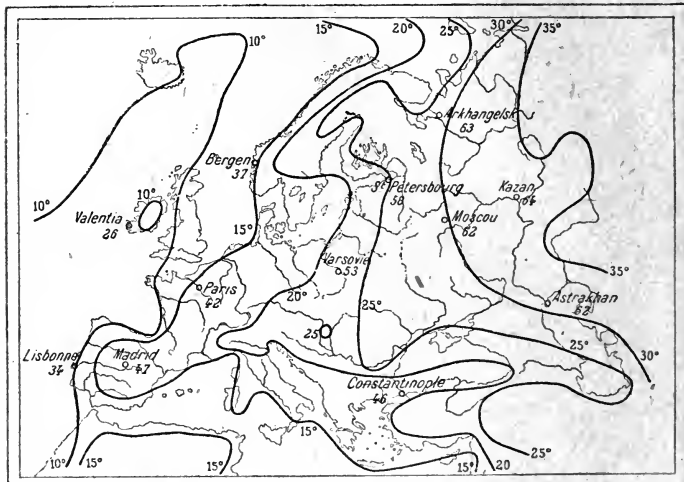 10°
15°
20°
25°
30°
35°
Arkhangelsk
63
Bergen
37
10°
St Petersbourg
58
Kazan
64
10°
Valentia
26
Moscou
62
15°
Varsovie
53
35°
Paris
42
20°
25°
Astrakhan
62
25°
Lisbonne
34
Madrid
47
25°
30°
Constantinople
46
15°
25°
10°
15°
15°
15°
20